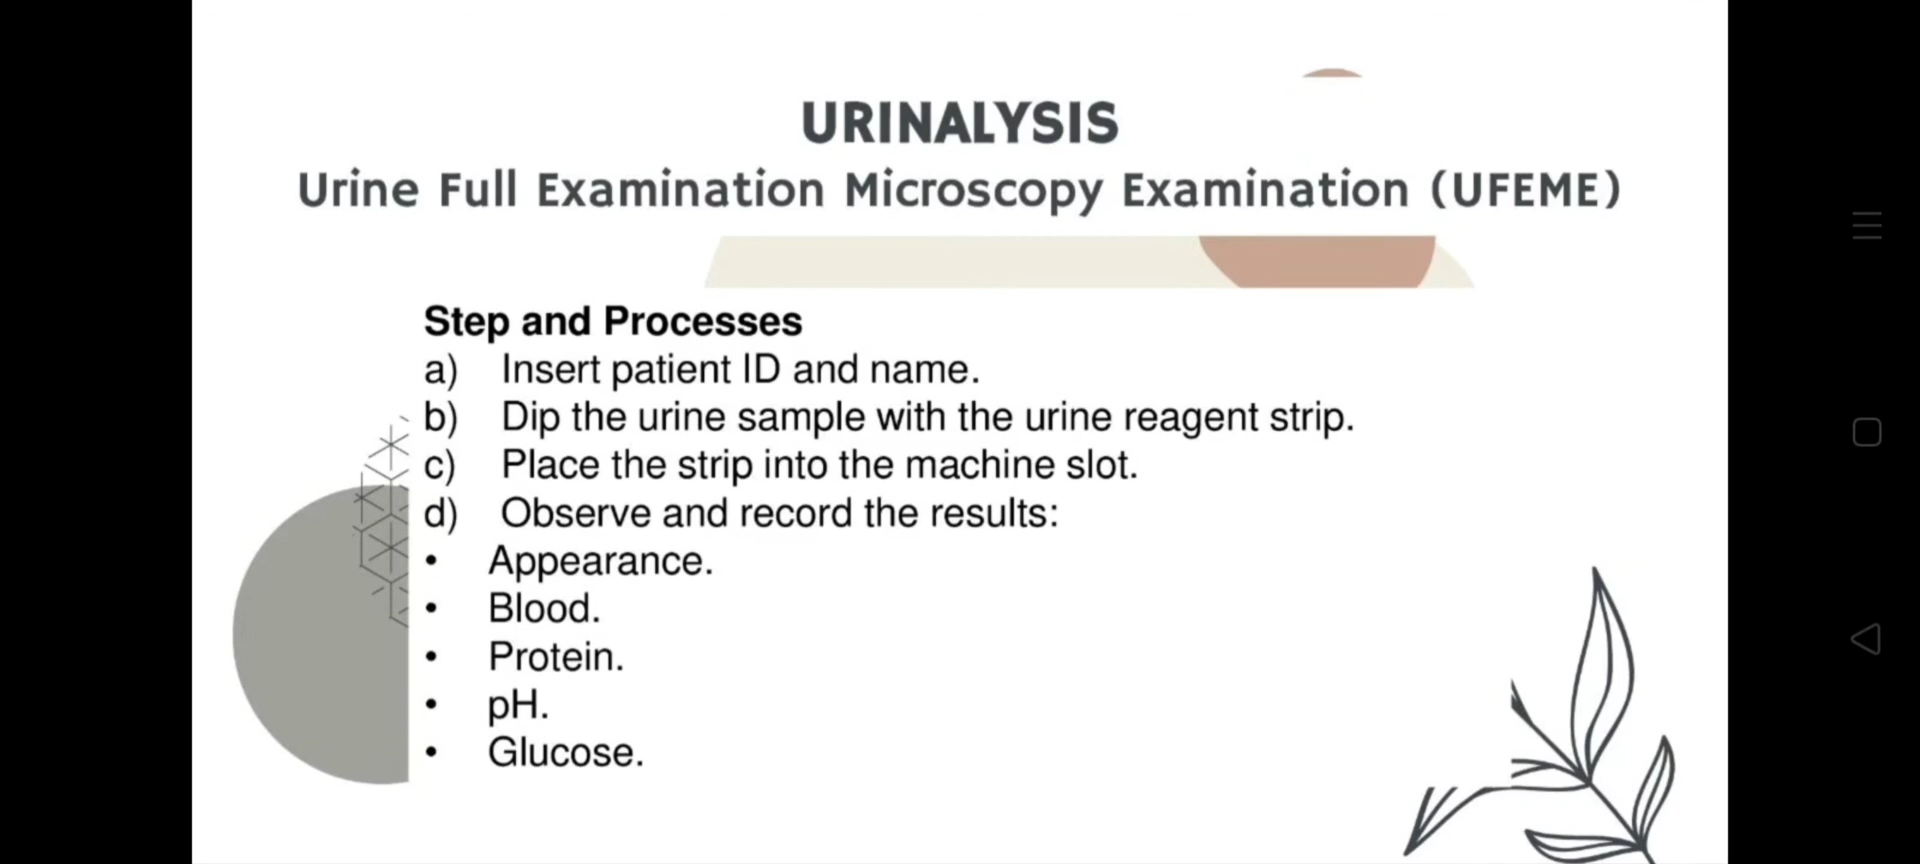 URINALYSIS
Urine Full Examination Microscopy Examination (UFEME)
Step and Processes
a) Insert patient ID and name.
b) Dip the urine sample with the urine reagent strip.
c) Place the strip into the machine slot.
d) Observe and record the results:
• Appearance.
• Blood.
• Protein.
• pH.
• Glucose.